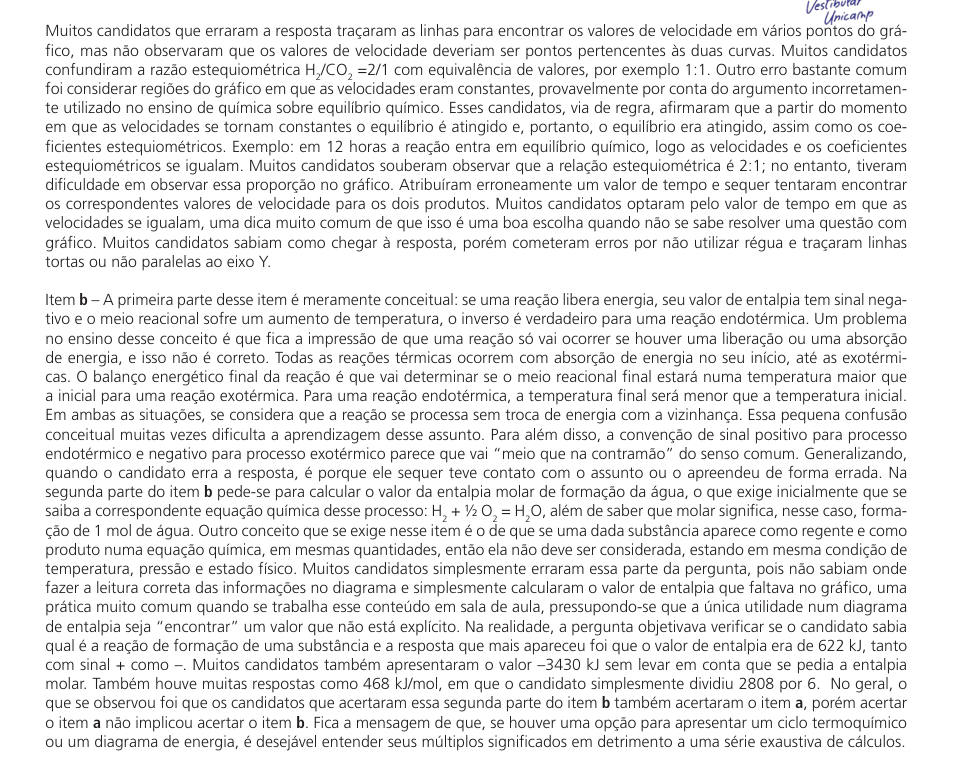 Vestibular
Unicamp
Muitos candidatos que erraram a resposta traçaram as linhas para encontrar os valores de velocidade em vários pontos do grá-
fico, mas não observaram que os valores de velocidade deveriam ser pontos pertencentes às duas curvas. Muitos candidatos
confundiram a razão estequiométrica H2/CO2 =2/1 com equivalência de valores, por exemplo 1:1. Outro erro bastante comum
foi considerar regiões do gráfico em que as velocidades eram constantes, provavelmente por conta do argumento incorretamen-
te utilizado no ensino de química sobre equilíbrio químico. Esses candidatos, via de regra, afirmaram que a partir do momento
em que as velocidades se tornam constantes o equilíbrio é atingido e, portanto, o equilíbrio era atingido, assim como os coe-
ficientes estequiométricos. Exemplo: em 12 horas a reação entra em equilíbrio químico, logo as velocidades e os coeficientes
estequiométricos se igualam. Muitos candidatos souberam observar que a relação estequiométrica é 2:1; no entanto, tiveram
dificuldade em observar essa proporção no gráfico. Atribuíram erroneamente um valor de tempo e sequer tentaram encontrar
os correspondentes valores de velocidade para os dois produtos. Muitos candidatos optaram pelo valor de tempo em que as
velocidades se igualam, uma dica muito comum de que isso é uma boa escolha quando não se sabe resolver uma questão com
gráfico. Muitos candidatos sabiam como chegar à resposta, porém cometeram erros por não utilizar régua e traçaram linhas
tortas ou não paralelas ao eixo Y.
Item b – A primeira parte desse item é meramente conceitual: se uma reação libera energia, seu valor de entalpia tem sinal nega-
tivo e o meio reacional sofre um aumento de temperatura, o inverso é verdadeiro para uma reação endotérmica. Um problema
no ensino desse conceito é que fica a impressão de que uma reação só vai ocorrer se houver uma liberação ou uma absorção
de energia, e isso não é correto. Todas as reações térmicas ocorrem com absorção de energia no seu início, até as exotérmi-
cas. O balanço energético final da reação é que vai determinar se o meio reacional final estará numa temperatura maior que
a inicial para uma reação exotérmica. Para uma reação endotérmica, a temperatura final será menor que a temperatura inicial.
Em ambas as situações, se considera que a reação se processa sem troca de energia com a vizinhança. Essa pequena confusão
conceitual muitas vezes dificulta a aprendizagem desse assunto. Para além disso, a convenção de sinal positivo para processo
endotérmico e negativo para processo exotérmico parece que vai “meio que na contramão” do senso comum. Generalizando,
quando o candidato erra a resposta, é porque ele sequer teve contato com o assunto ou o apreendeu de forma errada. Na
segunda parte do item b pede-se para calcular o valor da entalpia molar de formação da água, o que exige inicialmente que se
saiba a correspondente equação química desse processo: H2 + ½ O2 = H2O, além de saber que molar significa, nesse caso, forma-
ção de 1 mol de água. Outro conceito que se exige nesse item é o de que se uma dada substância aparece como regente e como
produto numa equação química, em mesmas quantidades, então ela não deve ser considerada, estando em mesma condição de
temperatura, pressão e estado físico. Muitos candidatos simplesmente erraram essa parte da pergunta, pois não sabiam onde
fazer a leitura correta das informações no diagrama e simplesmente calcularam o valor de entalpia que faltava no gráfico, uma
prática muito comum quando se trabalha esse conteúdo em sala de aula, pressupondo-se que a única utilidade num diagrama
de entalpia seja “encontrar” um valor que não está explícito. Na realidade, a pergunta objetivava verificar se o candidato sabia
qual é a reação de formação de uma substância e a resposta que mais apareceu foi que o valor de entalpia era de 622 kJ, tanto
com sinal + como –. Muitos candidatos também apresentaram o valor –3430 kJ sem levar em conta que se pedia a entalpia
molar. Também houve muitas respostas como 468 kJ/mol, em que o candidato simplesmente dividiu 2808 por 6. No geral, o
que se observou foi que os candidatos que acertaram essa segunda parte do item b também acertaram o item a, porém acertar
o item a não implicou acertar o item b. Fica a mensagem de que, se houver uma opção para apresentar um ciclo termoquímico
ou um diagrama de energia, é desejável entender seus múltiplos significados em detrimento a uma série exaustiva de cálculos.